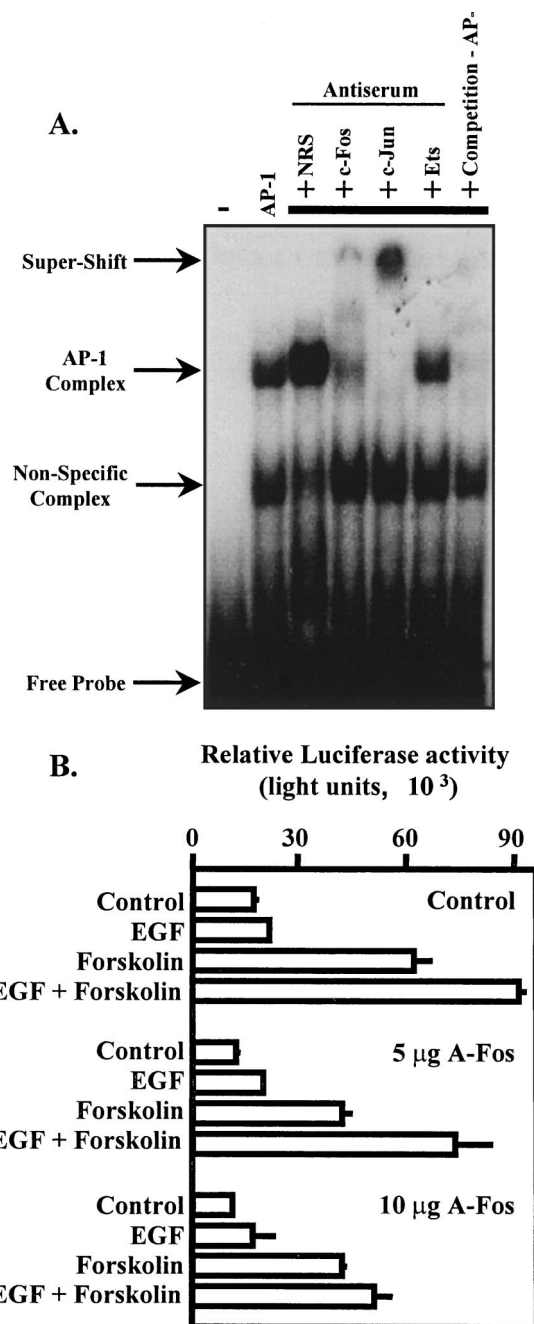 A.
Antiserum
-
AP-1
+ NRS
+ c-Fos
+ c-Jun
+ Ets
+ Competition - AP-
Super-Shift
AP-1
Complex
Non-Specific
Complex
Free Probe
B.
Relative Luciferase activity
(light units, 10 3)
0 30 60 90
Control
Control
EGF
Forskolin
EGF + Forskolin
5 μg A-Fos
Control
EGF
Forskolin
EGF + Forskolin
10 μg A-Fos
Control
EGF
Forskolin
EGF + Forskolin